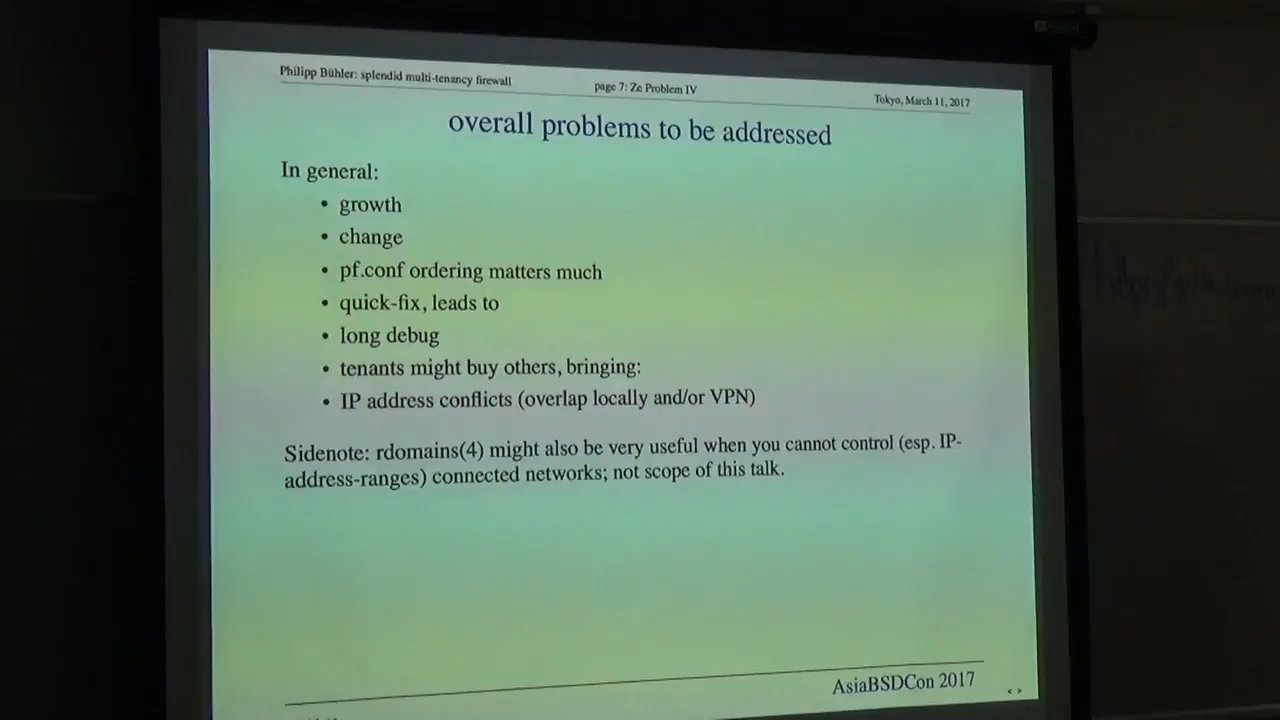 Philipp Bühler: splendid multi-tenancy firewall
page 7: Ze Problem IV
Tokyo, March 11, 2017
overall problems to be addressed
In general:
• growth
• change
• pf.conf ordering matters much
• quick-fix, leads to
• long debug
• tenants might buy others, bringing:
• IP address conflicts (overlap locally and/or VPN)
Sidenote: rdomains(4) might also be very useful when you cannot control (esp. IP-
address-ranges) connected networks; not scope of this talk.
AsiaBSDCon 2017
< >